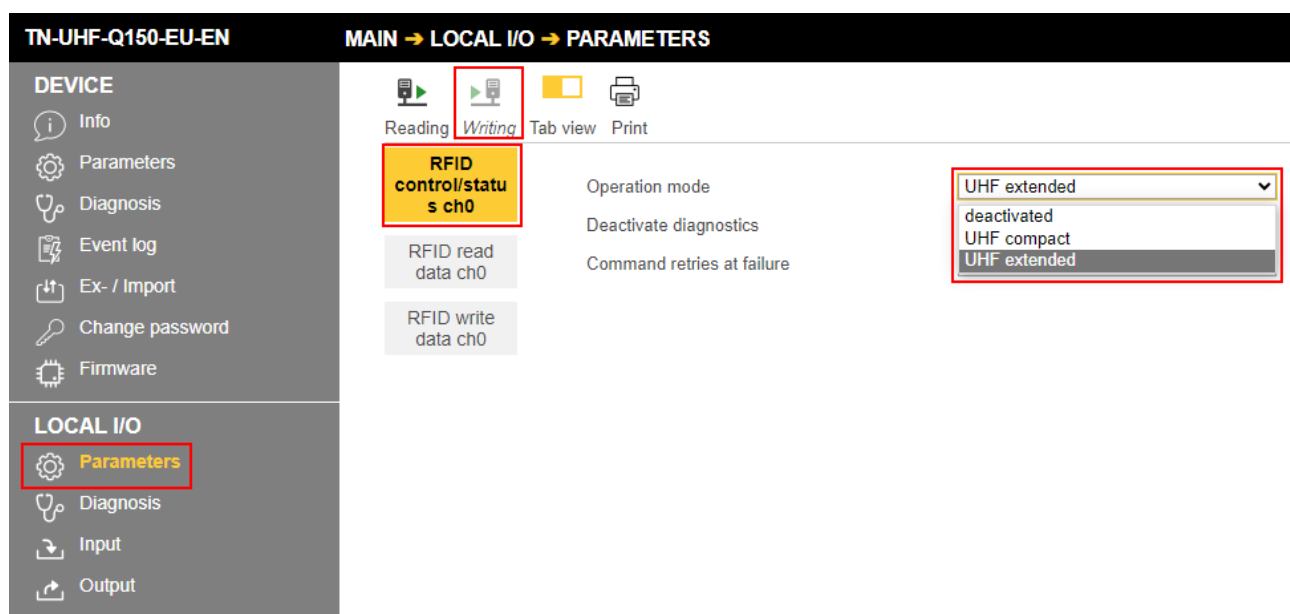 TN-UHF-Q150-EU-EN
MAIN ➔ LOCAL I/O ➔ PARAMETERS
DEVICE
Info
Parameters
Diagnosis
Event log
Ex- / Import
Change password
Firmware
LOCAL I/O
Parameters
Diagnosis
Input
Output
Reading Writing Tab view Print
RFID
control/statu
s ch0
RFID read
data ch0
RFID write
data ch0
Operation mode
Deactivate diagnostics
Command retries at failure
UHF extended
deactivated
UHF compact
UHF extended